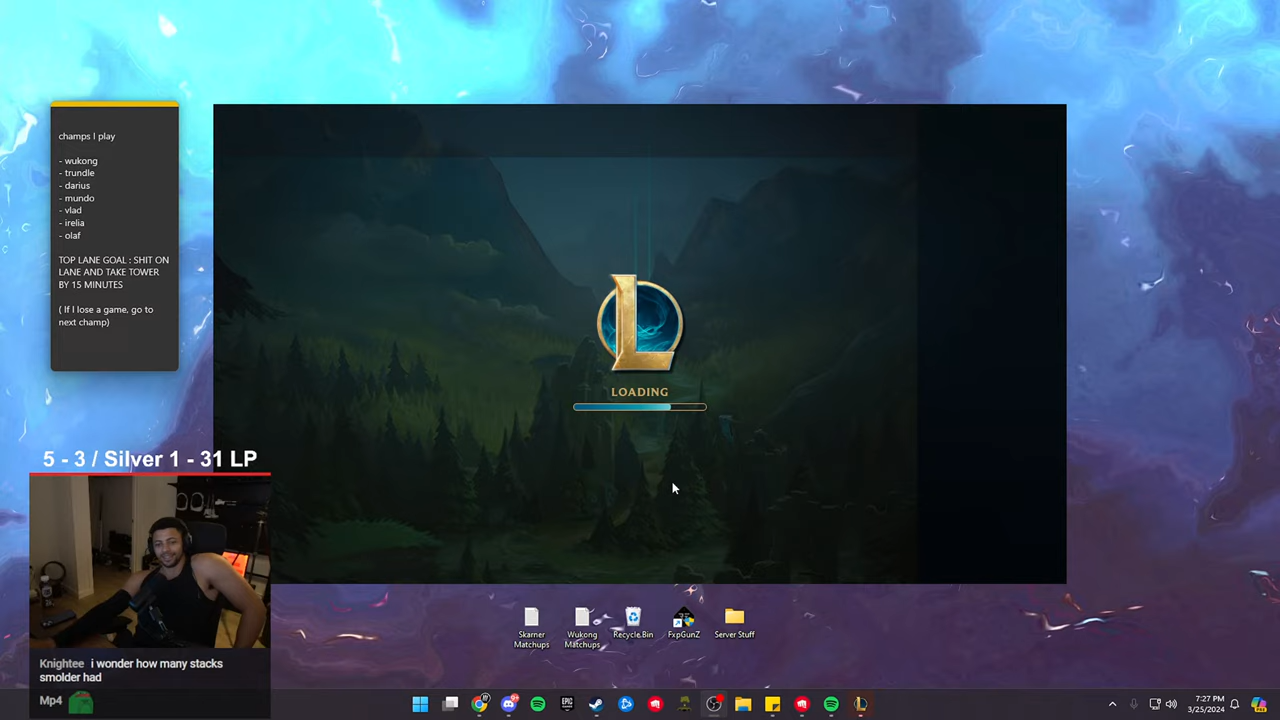 champs I play
- wukong
- trundle
- darius
- mundo
- vlad
- irelia
- olaf
TOP LANE GOAL : SHIT ON
LANE AND TAKE TOWER
BY 15 MINUTES
( If I lose a game, go to
next champ)
LOADING
5 - 3 / Silver 1 - 31 LP
Knightee i wonder how many stacks
smolder had
Mp4
Skarner
Matchups
Wukong
Matchups
Recycle Bin
FxpGunZ
Server Stuff
EPIC
7:27 PM
3/25/2024